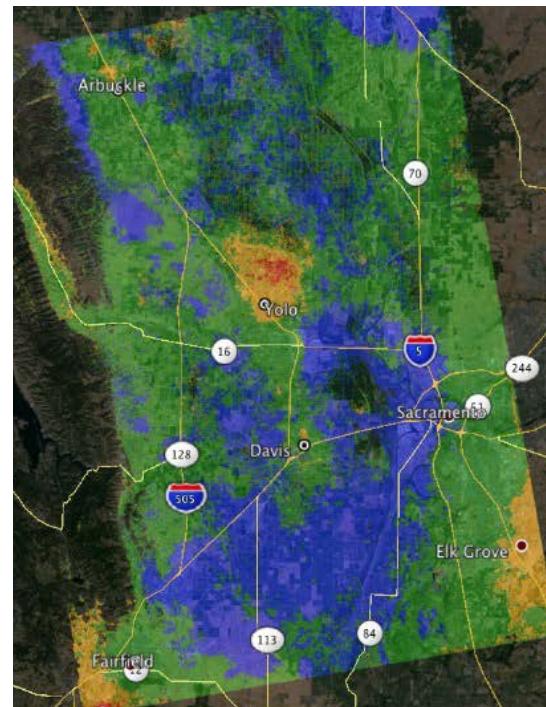 Arbuckle
70
Yolo
16
5
244
51
Sacramento
Davis
128
505
Elk Grove
113
84
Fairfield
12